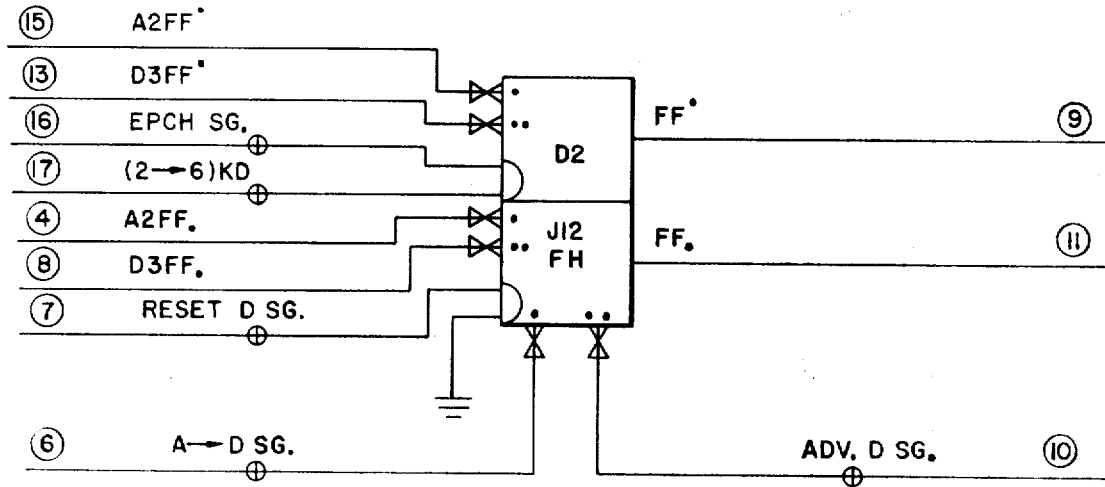 15 A2FF•
13 D3FF•
16 EPCH SG.
17 (2→6)KD
4 A2FF.
8 D3FF.
7 RESET D SG.
D2
J12
FH
FF•
9
FF.
11
6 A→D SG.
ADV. D SG. 10